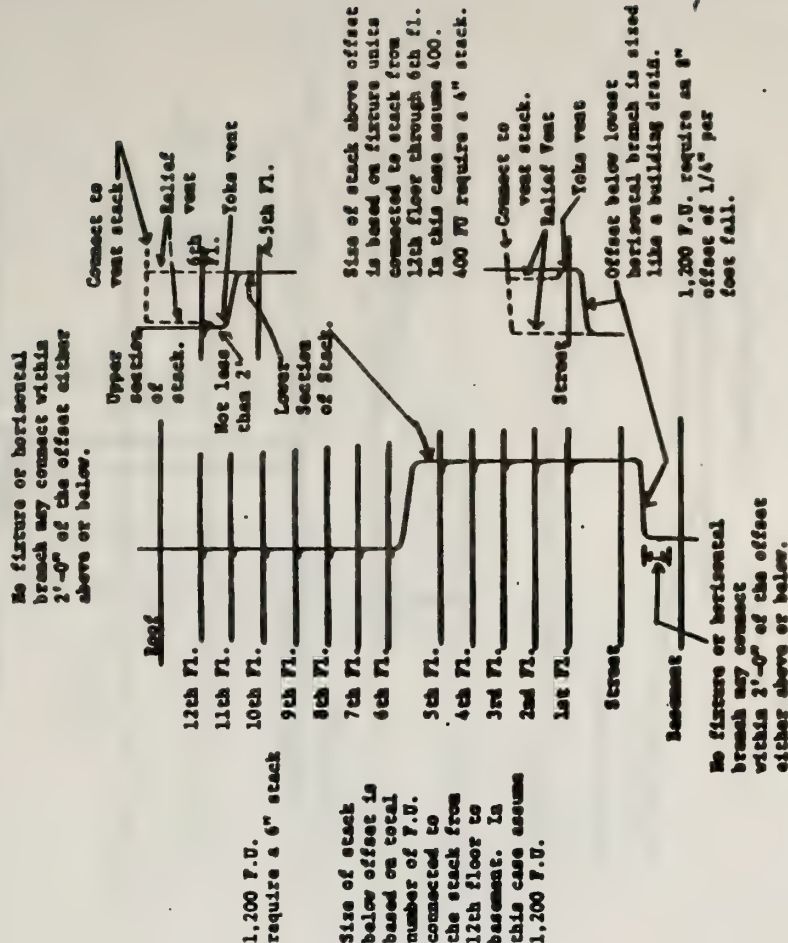 No fixture or horizontal
branch may connect within
2'-0" of the offset either
above or below.
Connect to
vent stack
Relief
vent
Upper
section
of
stack.
6th
Fl.
Yoke vent
5th Fl.
Not less
than 2'
Lower
Section
of Stack.
Size of stack above offset
is based on fixture units
connected to stack from
12th floor through 6th fl.
In this case assume 400.
400 FU require a 4" stack.
Roof
12th Fl.
11th Fl.
10th Fl.
9th Fl.
8th Fl.
7th Fl.
6th Fl.
5th Fl.
4th Fl.
3rd Fl.
2nd Fl.
1st Fl.
Street
Basement
1,200 F.U.
require a 6" stack
Size of stack
below offset is
based on total
number of F.U.
connected to
the stack from
12th floor to
basement. In
this case assume
1,200 F.U.
Connect to
vent stack.
Relief Vent
Yoke vent
Street
Offset below lowest
horizontal branch is sized
like a building drain.
1,200 F.U. require an 8"
offset of 1/4" per
foot fall.
No fixture or horizontal
branch may connect
within 2'-0" of the offset
either above or below.